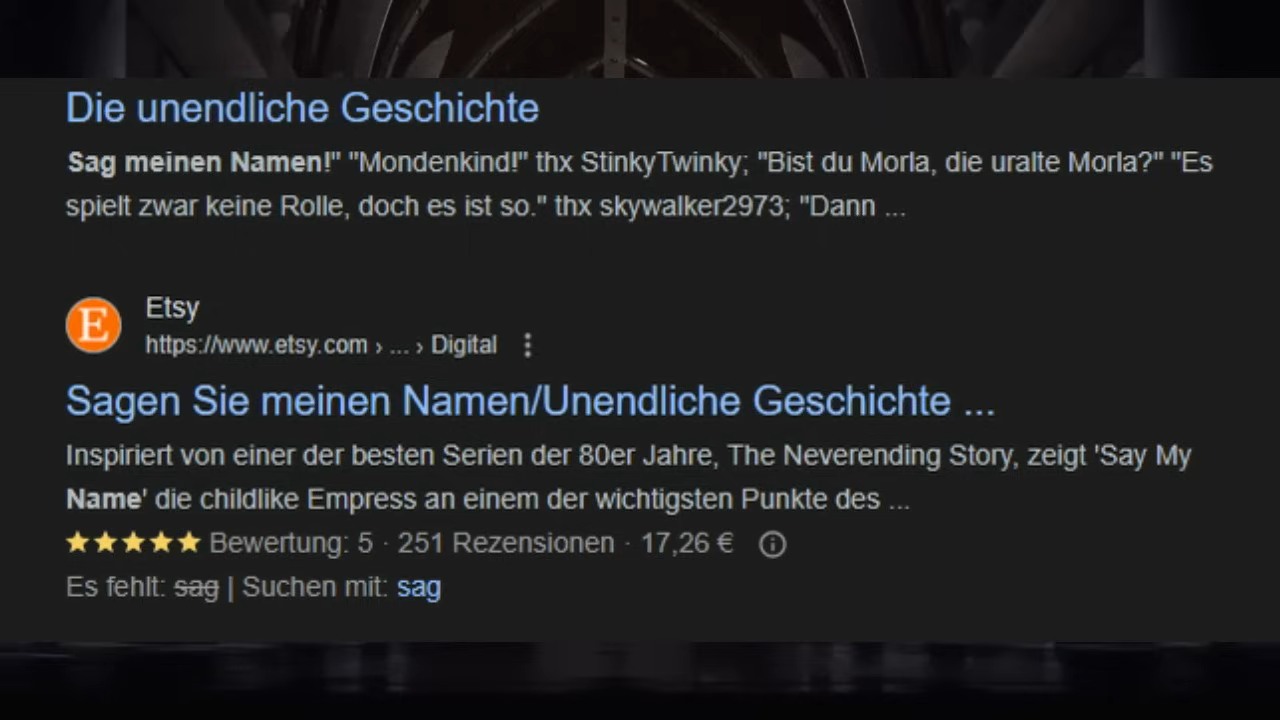 Die unendliche Geschichte
Sag meinen Namen!" "Mondenkind!" thx StinkyTwinky; "Bist du Morla, die uralte Morla?" "Es
spielt zwar keine Rolle, doch es ist so." thx skywalker2973; "Dann ...
E
Etsy
https://www.etsy.com › ... › Digital
Sagen Sie meinen Namen/Unendliche Geschichte ...
Inspiriert von einer der besten Serien der 80er Jahre, The Neverending Story, zeigt 'Say My
Name' die childlike Empress an einem der wichtigsten Punkte des ...
Bewertung: 5 · 251 Rezensionen · 17,26 €
Es fehlt: sag | Suchen mit: sag